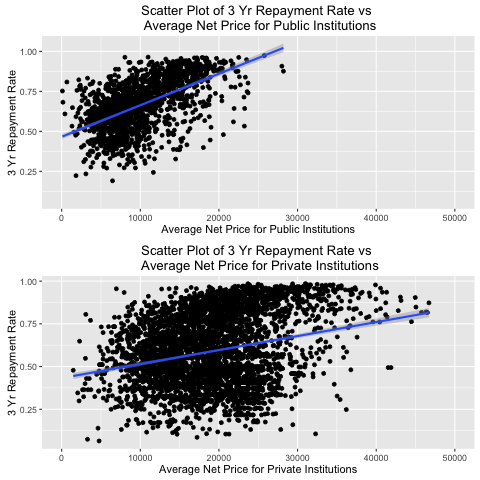 Scatter Plot of 3 Yr Repayment Rate vs
Average Net Price for Public Institutions
1.00
0.75
0.50
0.25
3 Yr Repayment Rate
0 10000 20000 30000 40000 50000
Average Net Price for Public Institutions
Scatter Plot of 3 Yr Repayment Rate vs
Average Net Price for Private Institutions
1.00
0.75
0.50
0.25
3 Yr Repayment Rate
0 10000 20000 30000 40000 50000
Average Net Price for Private Institutions